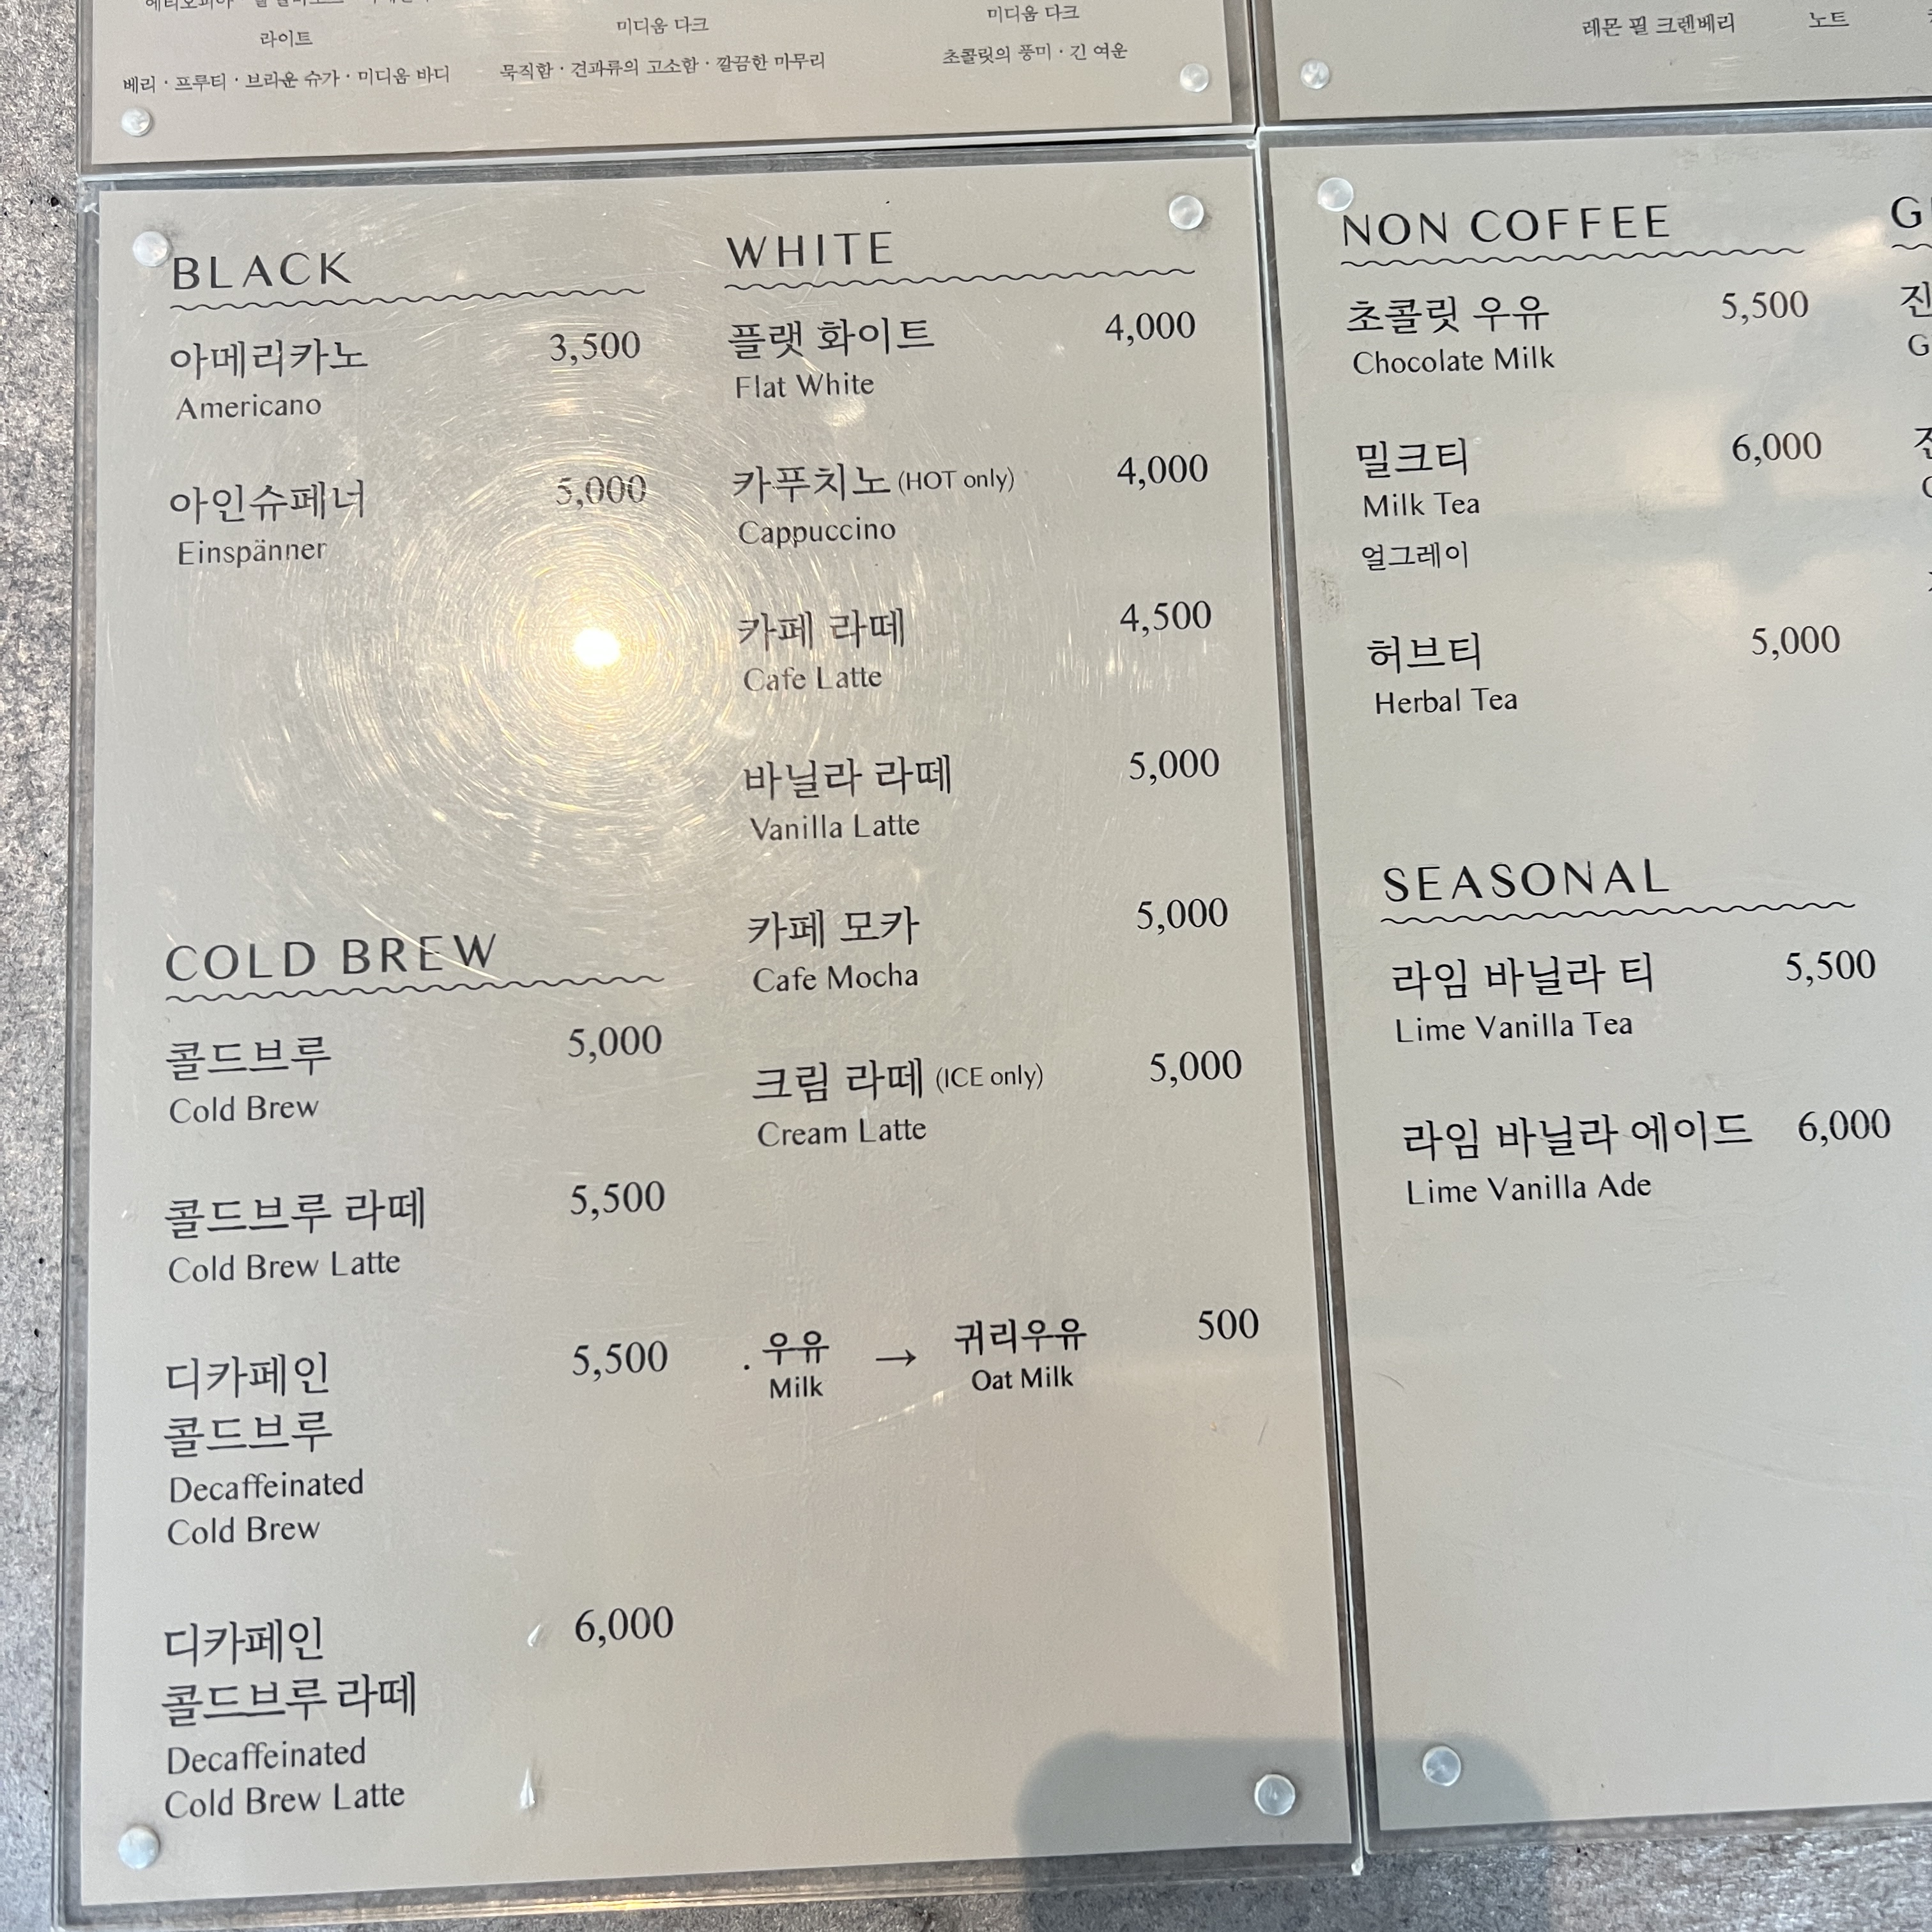 라이트
베리 · 프루티 · 브라운 슈가 · 미디움 바디
미디움 다크
묵직함 · 견과류의 고소함 · 깔끔한 마무리
미디움 다크
초콜릿의 풍미 · 긴 여운
레몬 필 크렌베리
노트
BLACK
아메리카노 3,500
Americano
아인슈페너 5,000
Einspänner
COLD BREW
콜드브루 5,000
Cold Brew
콜드브루 라떼 5,500
Cold Brew Latte
디카페인 5,500
콜드브루
Decaffeinated
Cold Brew
디카페인 6,000
콜드브루 라떼
Decaffeinated
Cold Brew Latte
WHITE
플랫 화이트 4,000
Flat White
카푸치노 (HOT only) 4,000
Cappuccino
카페 라떼 4,500
Cafe Latte
바닐라 라떼 5,000
Vanilla Latte
카페 모카 5,000
Cafe Mocha
크림 라떼 (ICE only) 5,000
Cream Latte
· 우유 → 귀리우유 500
Milk Oat Milk
NON COFFEE
초콜릿 우유 5,500
Chocolate Milk
밀크티 6,000
Milk Tea
얼그레이
허브티 5,000
Herbal Tea
SEASONAL
라임 바닐라 티 5,500
Lime Vanilla Tea
라임 바닐라 에이드 6,000
Lime Vanilla Ade